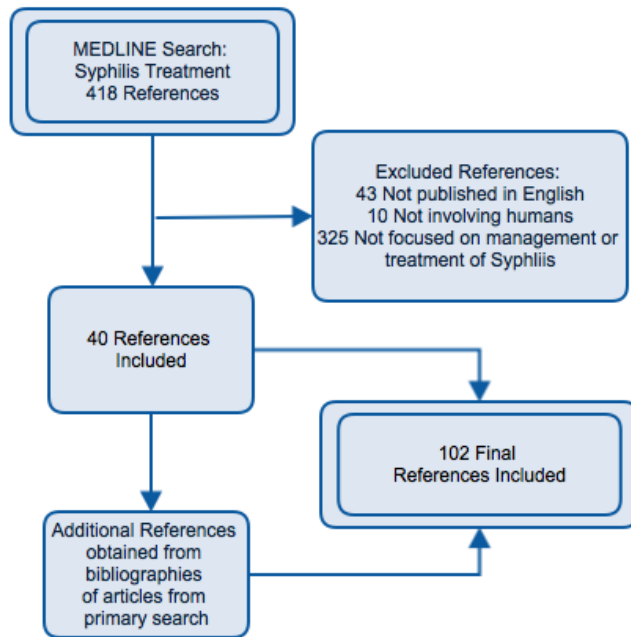 MEDLINE Search:
Syphilis Treatment
418 References
Excluded References:
43 Not published in English
10 Not involving humans
325 Not focused on management or
treatment of Syphliis
40 References
Included
102 Final
References Included
Additional References
obtained from
bibliographies
of articles from
primary search